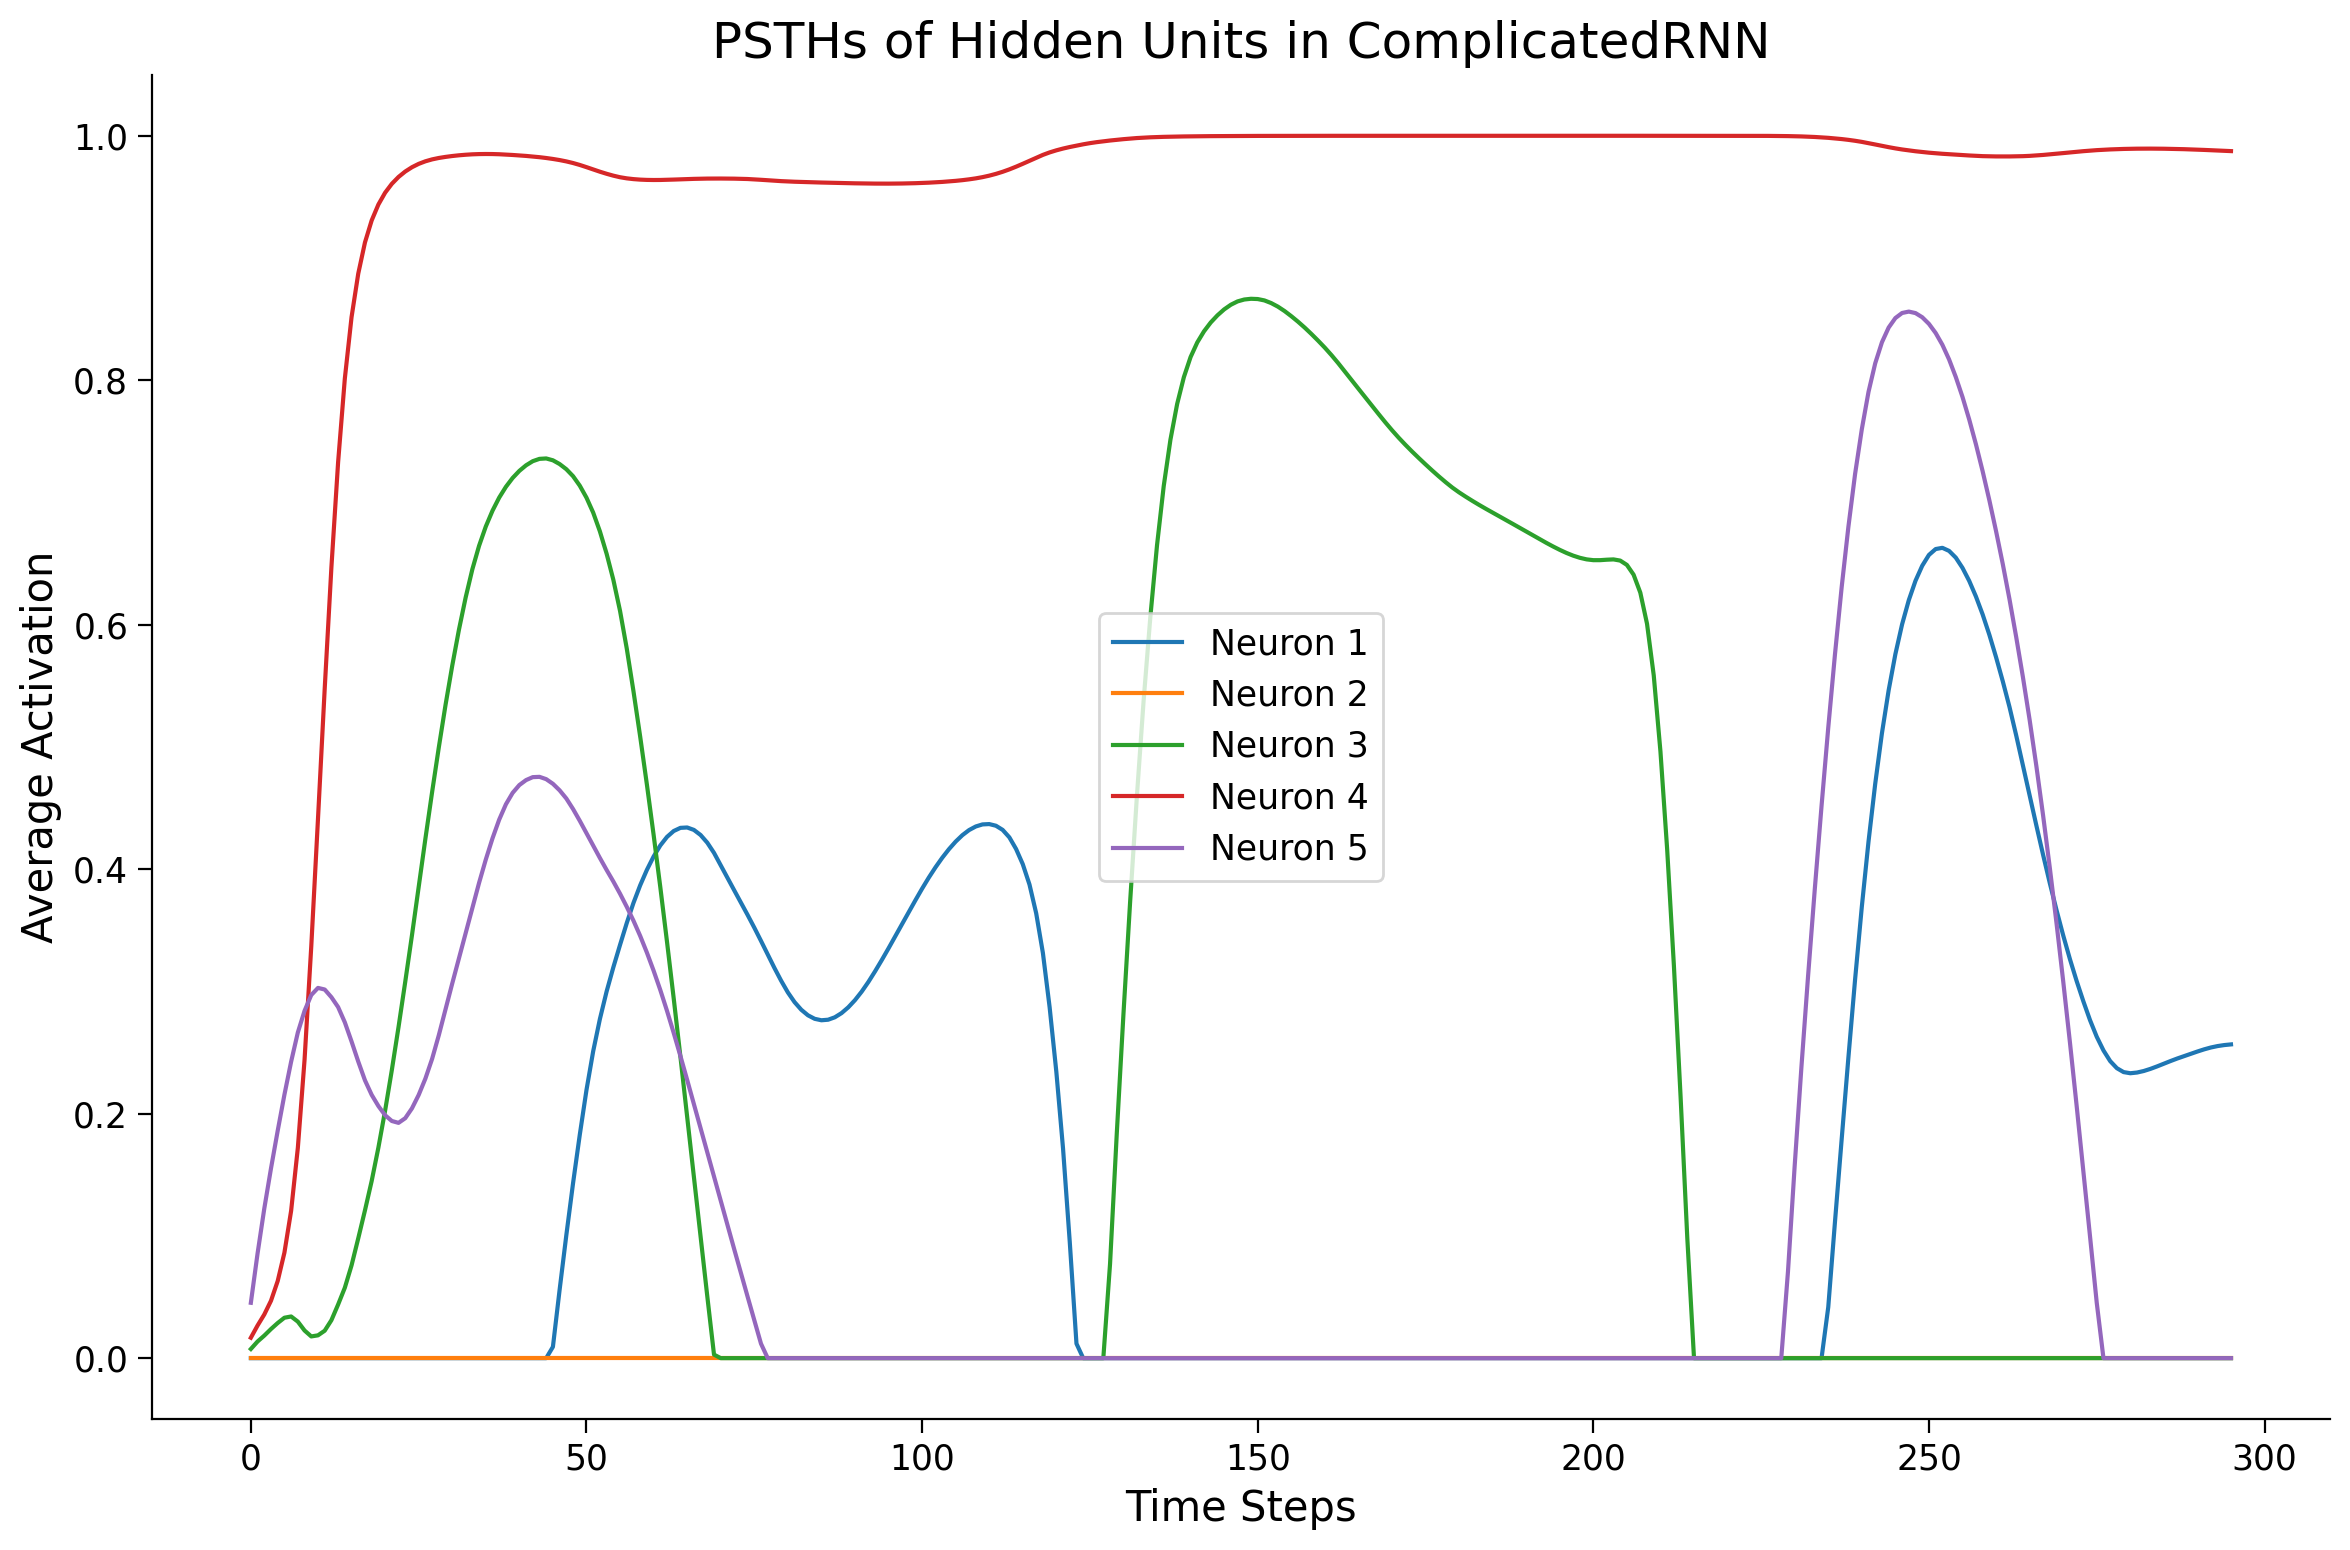 PSTHs of Hidden Units in ComplicatedRNN
Average Activation
1.0
0.8
0.6
0.4
0.2
0.0
Neuron 1
Neuron 2
Neuron 3
Neuron 4
Neuron 5
0 50 100 150 200 250 300
Time Steps